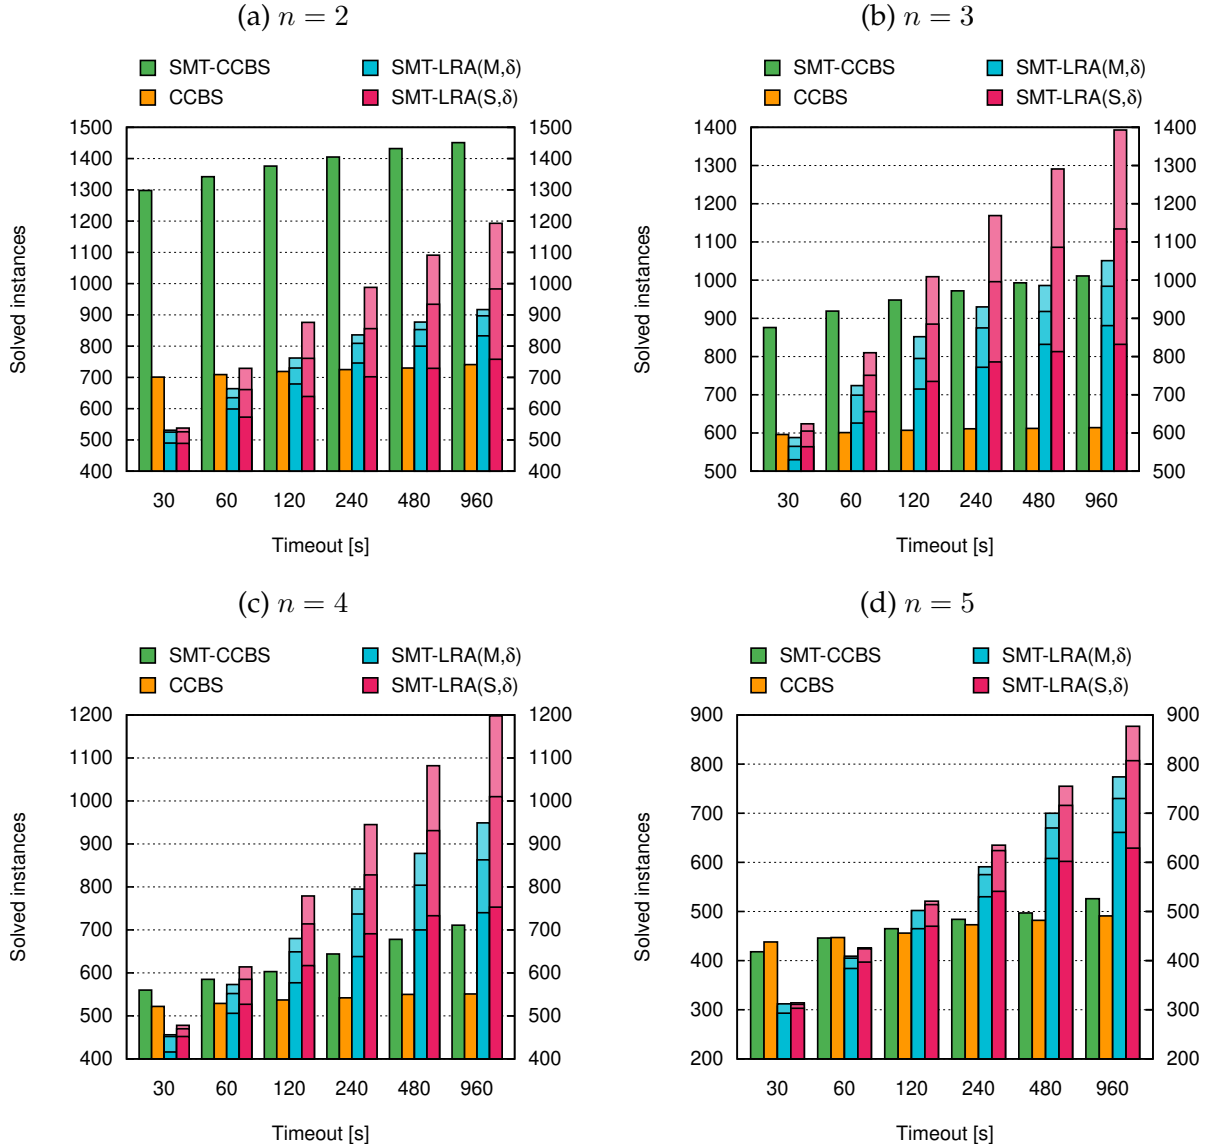 (a) n = 2
SMT-CCBS SMT-LRA(M,δ)
CCBS SMT-LRA(S,δ)
1500 1500
1400 1400
1300 1300
1200 1200
1100 1100
1000 1000
900 900
800 800
700 700
600 600
500 500
400 400
Solved instances
30 60 120 240 480 960
Timeout [s]
(b) n = 3
SMT-CCBS SMT-LRA(M,δ)
CCBS SMT-LRA(S,δ)
1400 1400
1300 1300
1200 1200
1100 1100
1000 1000
900 900
800 800
700 700
600 600
500 500
Solved instances
30 60 120 240 480 960
Timeout [s]
(c) n = 4
SMT-CCBS SMT-LRA(M,δ)
CCBS SMT-LRA(S,δ)
1200 1200
1100 1100
1000 1000
900 900
800 800
700 700
600 600
500 500
400 400
Solved instances
30 60 120 240 480 960
Timeout [s]
(d) n = 5
SMT-CCBS SMT-LRA(M,δ)
CCBS SMT-LRA(S,δ)
900 900
800 800
700 700
600 600
500 500
400 400
300 300
200 200
Solved instances
30 60 120 240 480 960
Timeout [s]